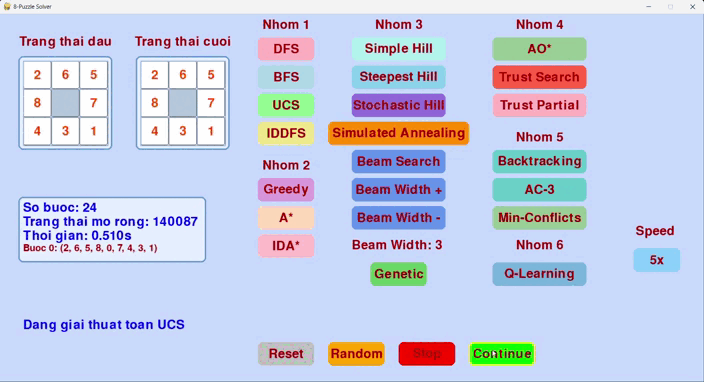 8-Puzzle Solver
Trang thai dau
Trang thai cuoi
2 6 5
8 7
4 3 1
2 6 5
8 7
4 3 1
So buoc: 24
Trang thai mo rong: 140087
Thoi gian: 0.510s
Buoc 0: (2, 6, 5, 8, 0, 7, 4, 3, 1)
Dang giai thuat toan UCS
Nhom 1
DFS
BFS
UCS
IDDFS
Nhom 2
Greedy
A*
IDA*
Nhom 3
Simple Hill
Steepest Hill
Stochastic Hill
Simulated Annealing
Beam Search
Beam Width +
Beam Width -
Beam Width: 3
Genetic
Nhom 4
AO*
Trust Search
Trust Partial
Nhom 5
Backtracking
AC-3
Min-Conflicts
Nhom 6
Q-Learning
Speed
5x
Reset
Random
Stop
Continue